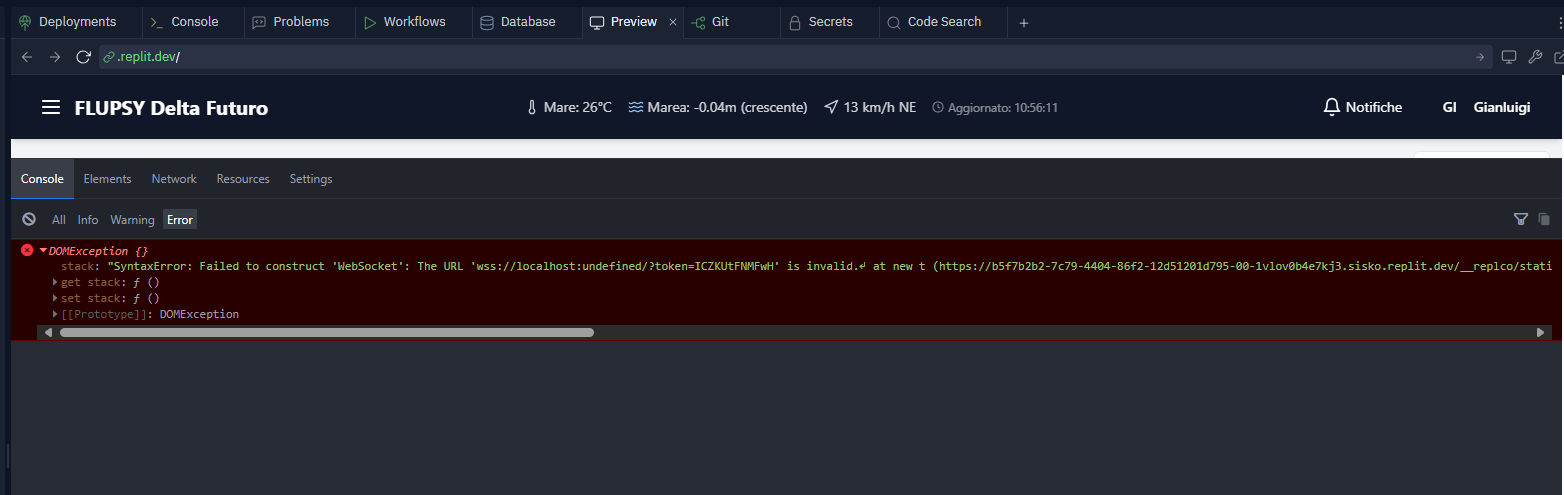 Deployments Console Problems Workflows Database Preview × Git Secrets Code Search +
.replit.dev/
FLUPSY Delta Futuro Mare: 26°C Marea: -0.04m (crescente) 13 km/h NE Aggiornato: 10:56:11 Notifiche GI Gianluigi
Console Elements Network Resources Settings
All Info Warning Error
DOMException {}
stack: "SyntaxError: Failed to construct 'WebSocket': The URL 'wss://localhost:undefined/?token=ICZKUtFNMFwH' is invalid.↵ at new t (https://b5f7b2b2-7c79-4404-86f2-12d51201d795-00-1vlov0b4e7kj3.sisko.replit.dev/__replco/stati
get stack: ƒ ()
set stack: ƒ ()
[[Prototype]]: DOMException